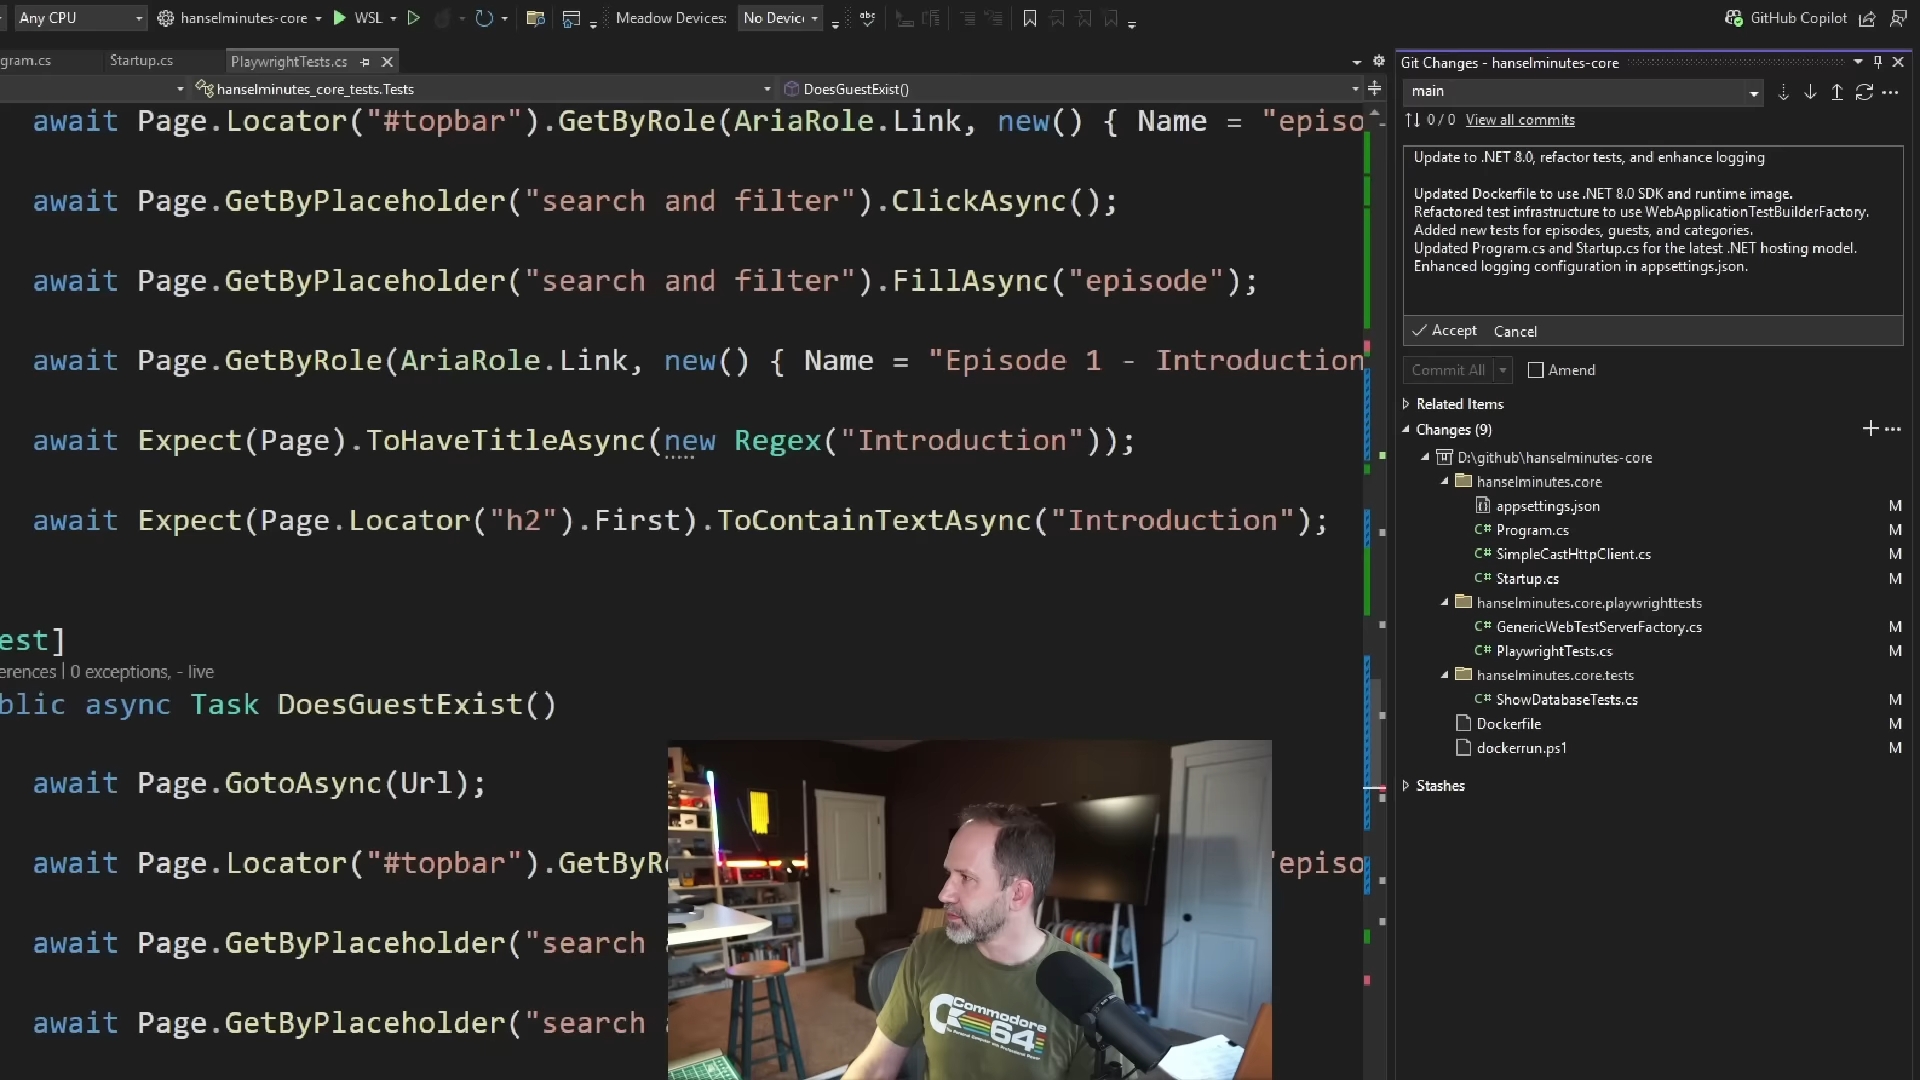 Any CPU hanselminutes-core WSL Meadow Devices: No Devic abc GitHub Copilot
gram.cs Startup.cs PlaywrightTests.cs
hanselminutes_core_tests.Tests DoesGuestExist()
await Page.Locator("#topbar").GetByRole(AriaRole.Link, new() { Name = "episo
await Page.GetByPlaceholder("search and filter").ClickAsync();
await Page.GetByPlaceholder("search and filter").FillAsync("episode");
await Page.GetByRole(AriaRole.Link, new() { Name = "Episode 1 - Introduction
await Expect(Page).ToHaveTitleAsync(new Regex("Introduction"));
await Expect(Page.Locator("h2").First).ToContainTextAsync("Introduction");
est]
erences | 0 exceptions, - live
blic async Task DoesGuestExist()
await Page.GotoAsync(Url);
await Page.Locator("#topbar").GetByR "episo
await Page.GetByPlaceholder("search
await Page.GetByPlaceholder("search
Commodore
64
Git Changes - hanselminutes-core
main
0 / 0 View all commits
Update to .NET 8.0, refactor tests, and enhance logging
Updated Dockerfile to use .NET 8.0 SDK and runtime image.
Refactored test infrastructure to use WebApplicationTestBuilderFactory.
Added new tests for episodes, guests, and categories.
Updated Program.cs and Startup.cs for the latest .NET hosting model.
Enhanced logging configuration in appsettings.json.
Accept Cancel
Commit All Amend
Related Items
Changes (9)
D:\github\hanselminutes-core
hanselminutes.core
appsettings.json M
C# Program.cs M
C# SimpleCastHttpClient.cs M
C# Startup.cs M
hanselminutes.core.playwrighttests
C# GenericWebTestServerFactory.cs M
C# PlaywrightTests.cs M
hanselminutes.core.tests
C# ShowDatabaseTests.cs M
Dockerfile M
dockerrun.ps1 M
Stashes